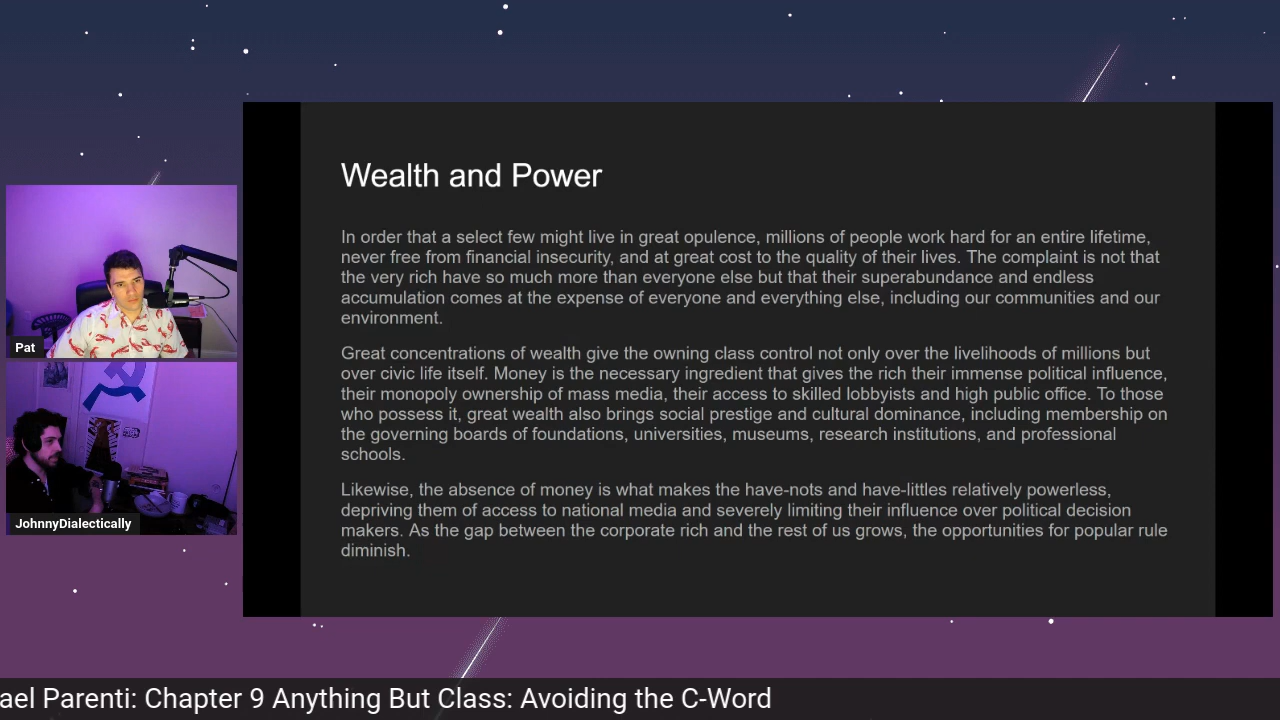 Wealth and Power
In order that a select few might live in great opulence, millions of people work hard for an entire lifetime,
never free from financial insecurity, and at great cost to the quality of their lives. The complaint is not that
the very rich have so much more than everyone else but that their superabundance and endless
accumulation comes at the expense of everyone and everything else, including our communities and our
environment.
Great concentrations of wealth give the owning class control not only over the livelihoods of millions but
over civic life itself. Money is the necessary ingredient that gives the rich their immense political influence,
their monopoly ownership of mass media, their access to skilled lobbyists and high public office. To those
who possess it, great wealth also brings social prestige and cultural dominance, including membership on
the governing boards of foundations, universities, museums, research institutions, and professional
schools.
Likewise, the absence of money is what makes the have-nots and have-littles relatively powerless,
depriving them of access to national media and severely limiting their influence over political decision
makers. As the gap between the corporate rich and the rest of us grows, the opportunities for popular rule
diminish.
Pat
JohnnyDialectically
ael Parenti: Chapter 9 Anything But Class: Avoiding the C-Word